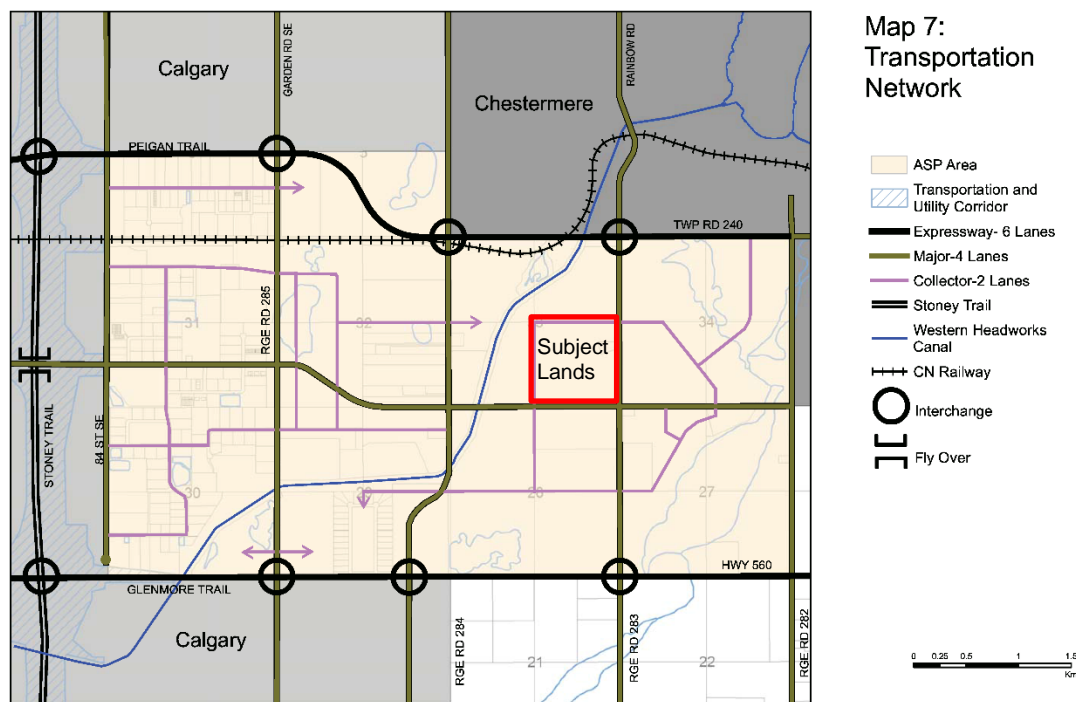 Map 7:
Transportation
Network
Calgary
GARDEN RD SE
RAINBOW RD
Chestermere
PEIGAN TRAIL
TWP RD 240
RGE RD 285
31
32
34
Subject
Lands
STONEY TRAIL
84 ST SE
30
27
HWY 560
GLENMORE TRAIL
Calgary
RGE RD 284
21
RGE RD 283
22
RGE RD 282
ASP Area
Transportation and
Utility Corridor
Expressway- 6 Lanes
Major-4 Lanes
Collector-2 Lanes
Stoney Trail
Western Headworks
Canal
CN Railway
Interchange
Fly Over
0 0.25 0.5 1 1.5
Km